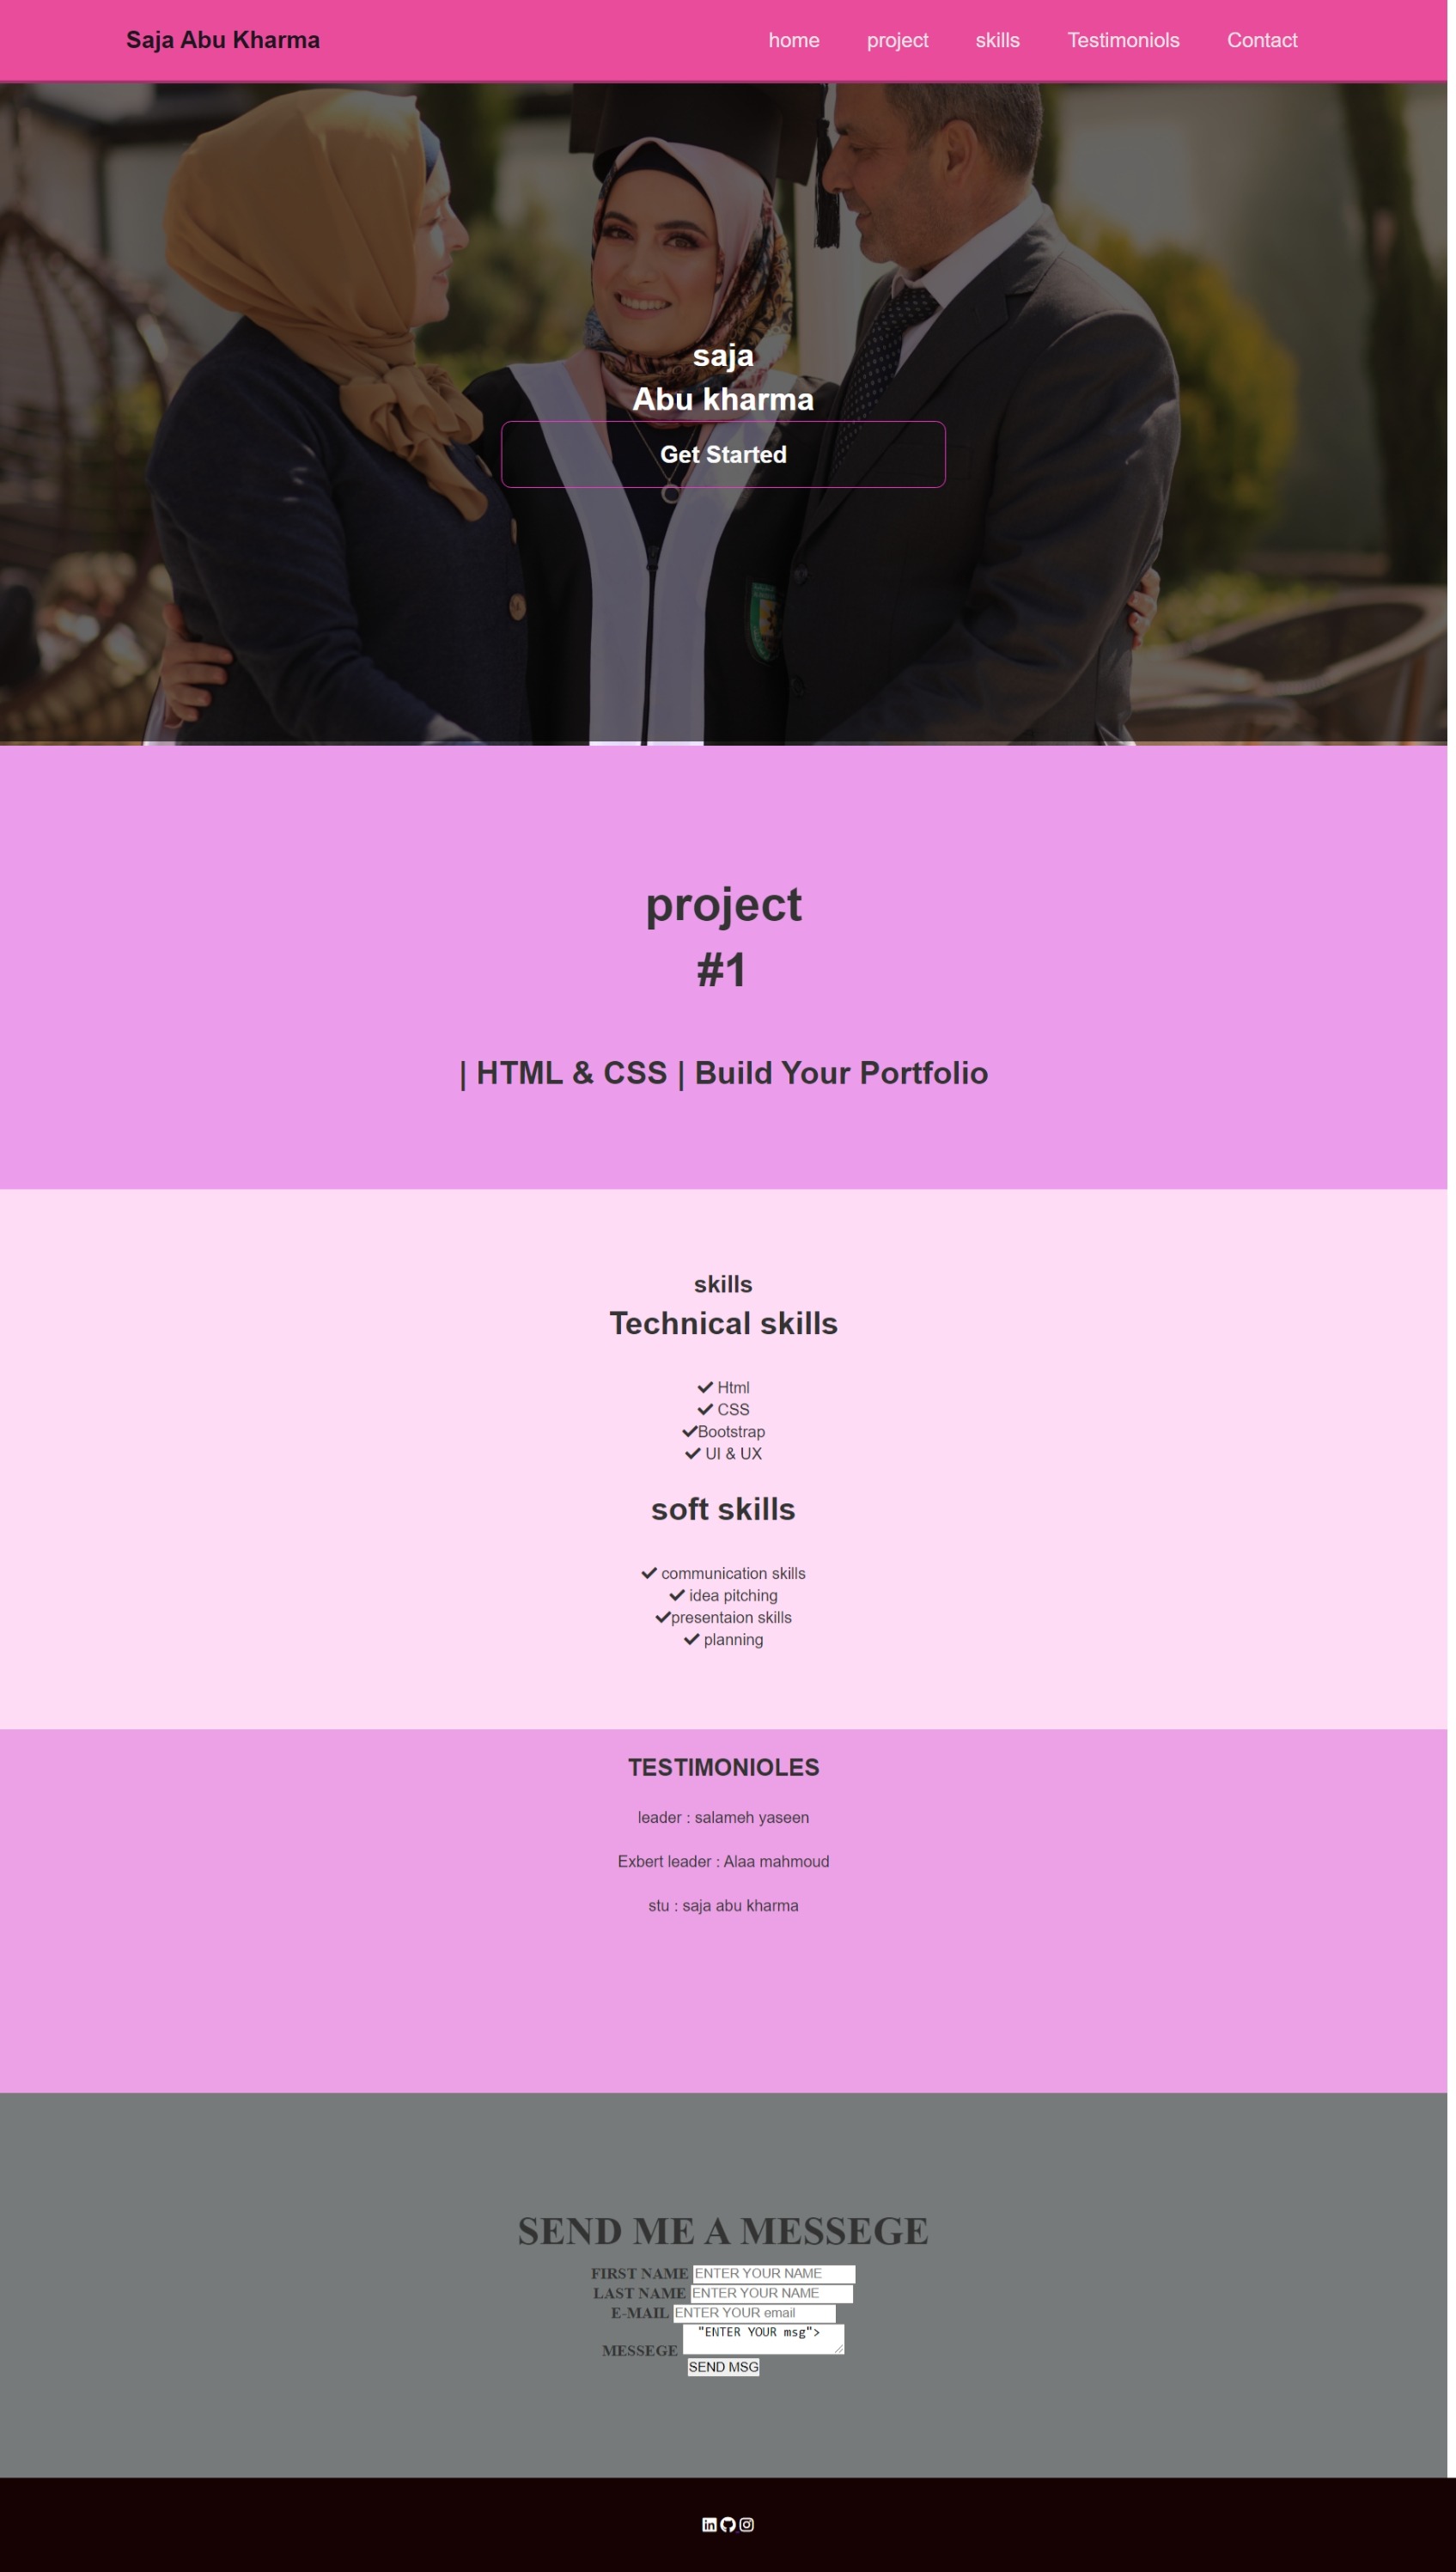 Saja Abu Kharma
home project skills Testimoniols Contact
saja
Abu kharma
Get Started
project
#1
| HTML & CSS | Build Your Portfolio
skills
Technical skills
Html
CSS
Bootstrap
UI & UX
soft skills
communication skills
idea pitching
presentaion skills
planning
TESTIMONIOLES
leader : salameh yaseen
Exbert leader : Alaa mahmoud
stu : saja abu kharma
SEND ME A MESSEGE
FIRST NAME ENTER YOUR NAME
LAST NAME ENTER YOUR NAME
E-MAIL ENTER YOUR email
"ENTER YOUR msg">
MESSEGE
SEND MSG
in